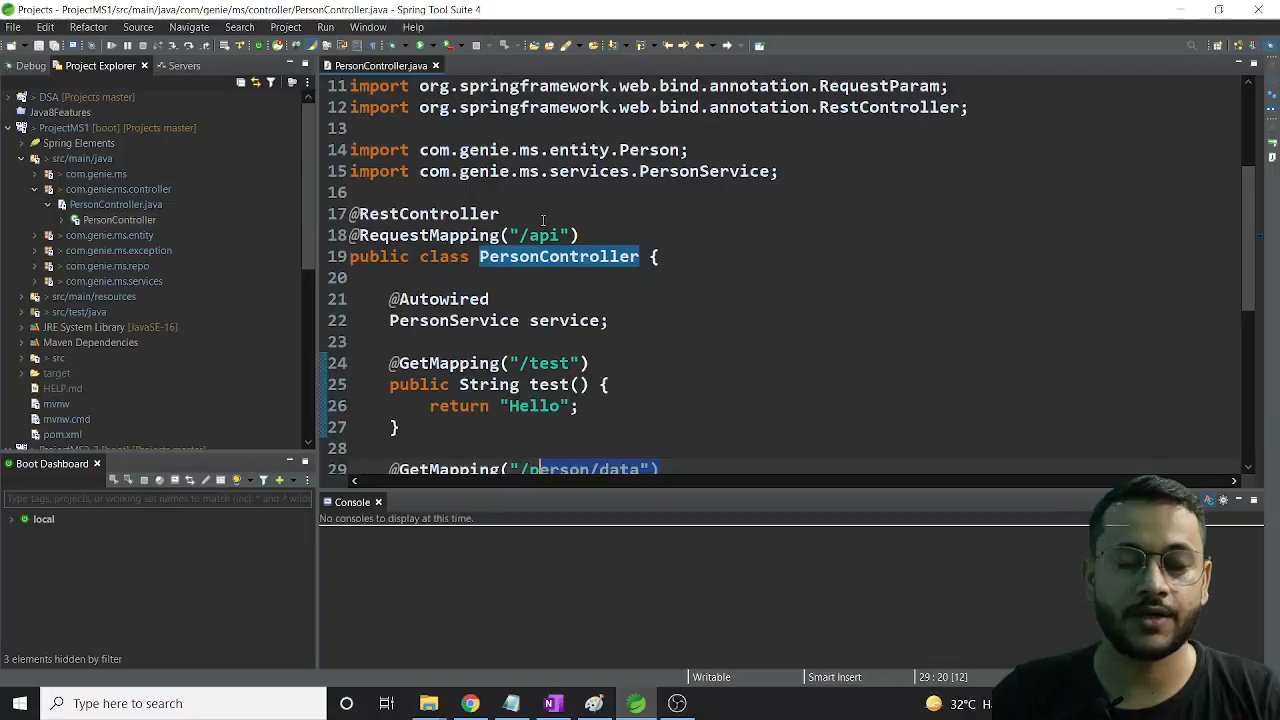 Projects - ProjectMS1/src/main/java/com/genie/ms/controller/PersonController.java - Spring Tool Suite 4
File Edit Source Refactor Navigate Search Project Run Window Help
Debug Project Explorer Servers
PersonController.java
> DSA [Projects master]
Java8Features
> ProjectMS1 [boot] [Projects master]
Spring Elements
> src/main/java
> com.genie.ms
> com.genie.ms.controller
> PersonController.java
> PersonController
> com.genie.ms.entity
> com.genie.ms.exception
> com.genie.ms.repo
> com.genie.ms.services
> src/main/resources
> src/test/java
JRE System Library [JavaSE-16]
Maven Dependencies
> src
> target
HELP.md
mvnw
mvnw.cmd
pom.xml
11 import org.springframework.web.bind.annotation.RequestParam;
12 import org.springframework.web.bind.annotation.RestController;
13
14 import com.genie.ms.entity.Person;
15 import com.genie.ms.services.PersonService;
16
17 @RestController
18 @RequestMapping("/api")
19 public class PersonController {
20
21 @Autowired
22 PersonService service;
23
24 @GetMapping("/test")
25 public String test() {
26 return "Hello";
27 }
28
29 @GetMapping("/person/data")
Boot Dashboard
Type tags, projects, or working set names to match (incl. * and ? wild
local
3 elements hidden by filter
Console
No consoles to display at this time.
Writable Smart Insert 29 : 20 [12]
Type here to search
32°C